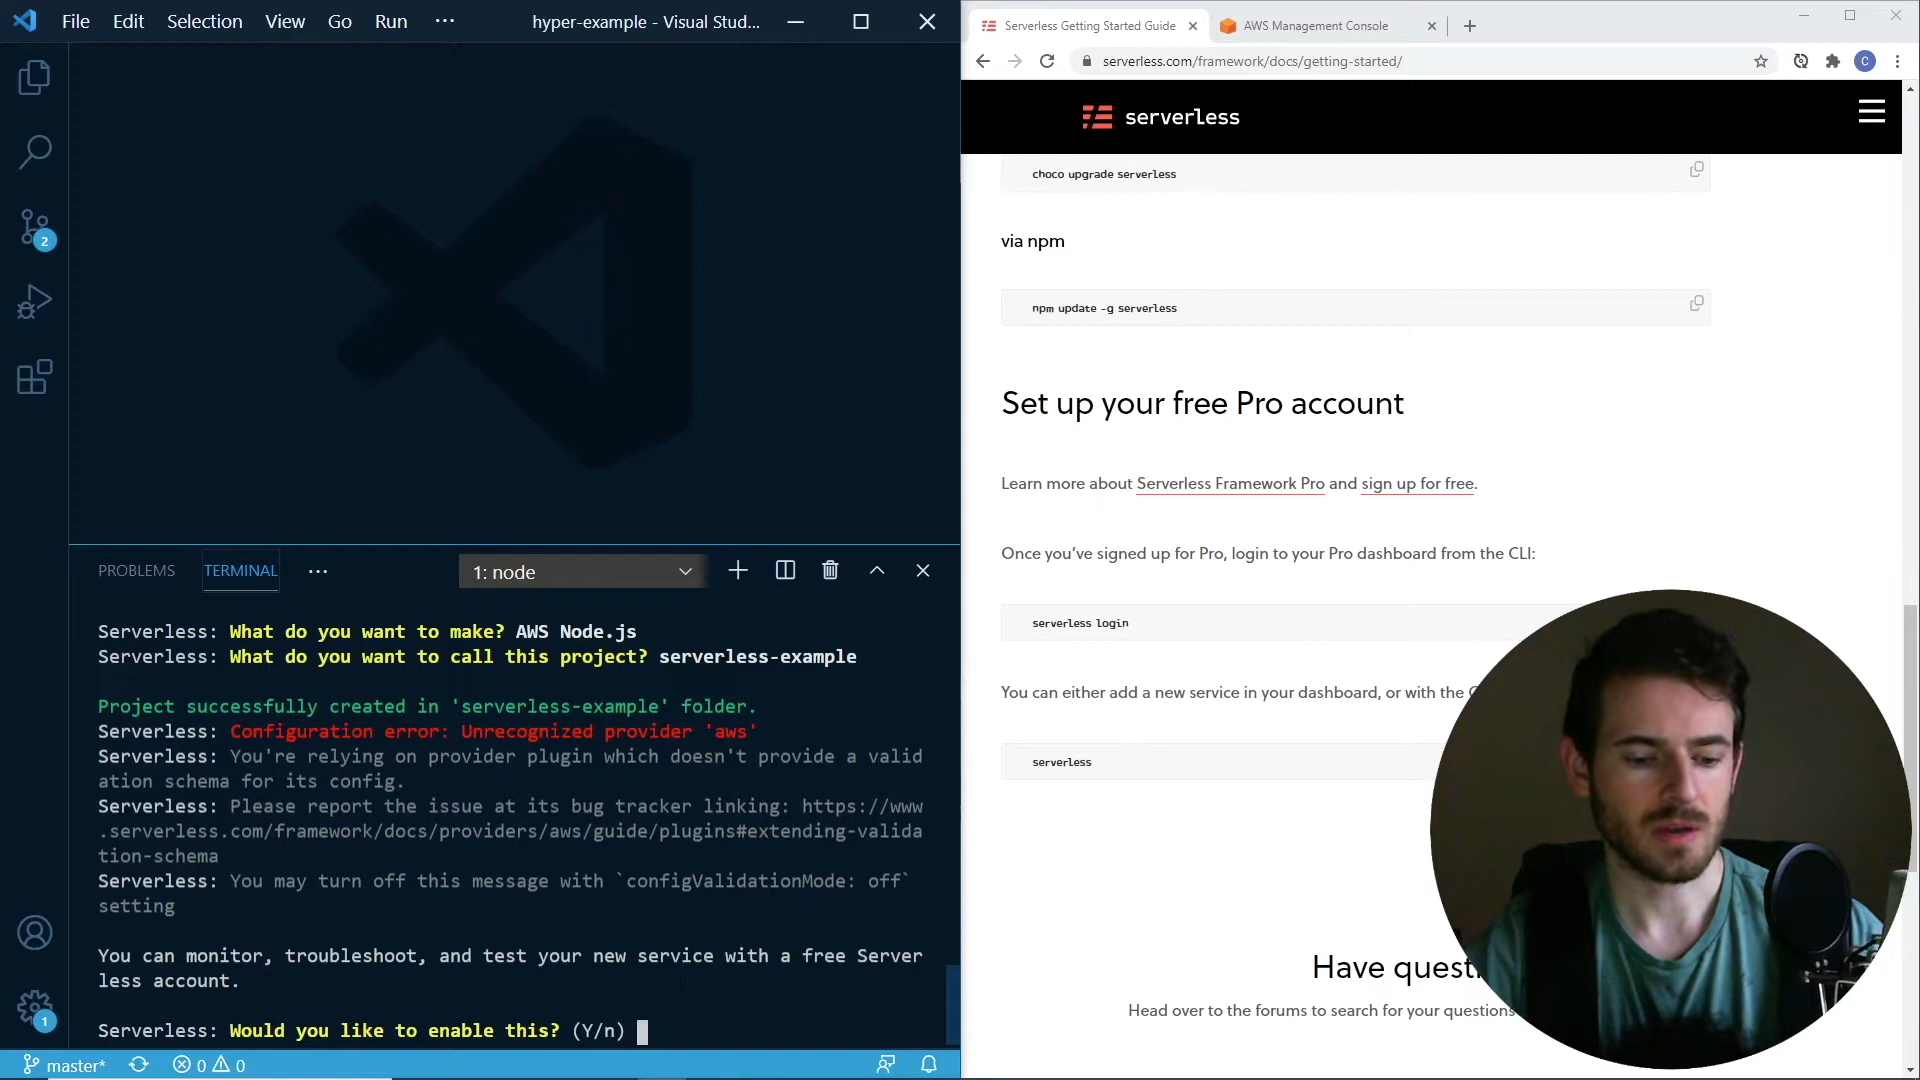 File Edit Selection View Go Run ···
hyper-example - Visual Stud...
2
PROBLEMS TERMINAL ···
1: node
Serverless: What do you want to make? AWS Node.js
Serverless: What do you want to call this project? serverless-example
Project successfully created in 'serverless-example' folder.
Serverless: Configuration error: Unrecognized provider 'aws'
Serverless: You're relying on provider plugin which doesn't provide a valid
ation schema for its config.
Serverless: Please report the issue at its bug tracker linking: https://www
.serverless.com/framework/docs/providers/aws/guide/plugins#extending-valida
tion-schema
Serverless: You may turn off this message with `configValidationMode: off`
setting
You can monitor, troubleshoot, and test your new service with a free Server
less account.
Serverless: Would you like to enable this? (Y/n)
1
master* 0 0
Serverless Getting Started Guide
AWS Management Console
serverless.com/framework/docs/getting-started/
C
serverless
choco upgrade serverless
via npm
npm update -g serverless
Set up your free Pro account
Learn more about Serverless Framework Pro and sign up for free.
Once you’ve signed up for Pro, login to your Pro dashboard from the CLI:
serverless login
You can either add a new service in your dashboard, or with the
serverless
Have
Head over to the forums to search for your questions